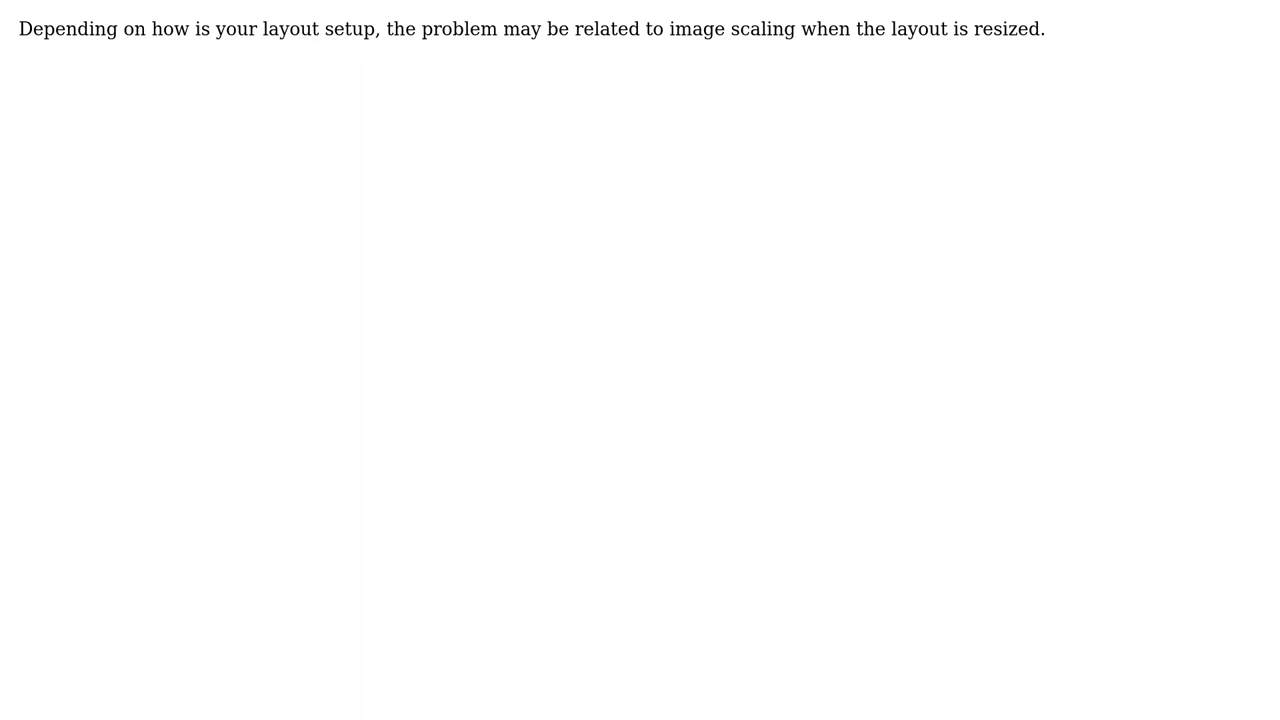 Depending on how is your layout setup, the problem may be related to image scaling when the layout is resized.